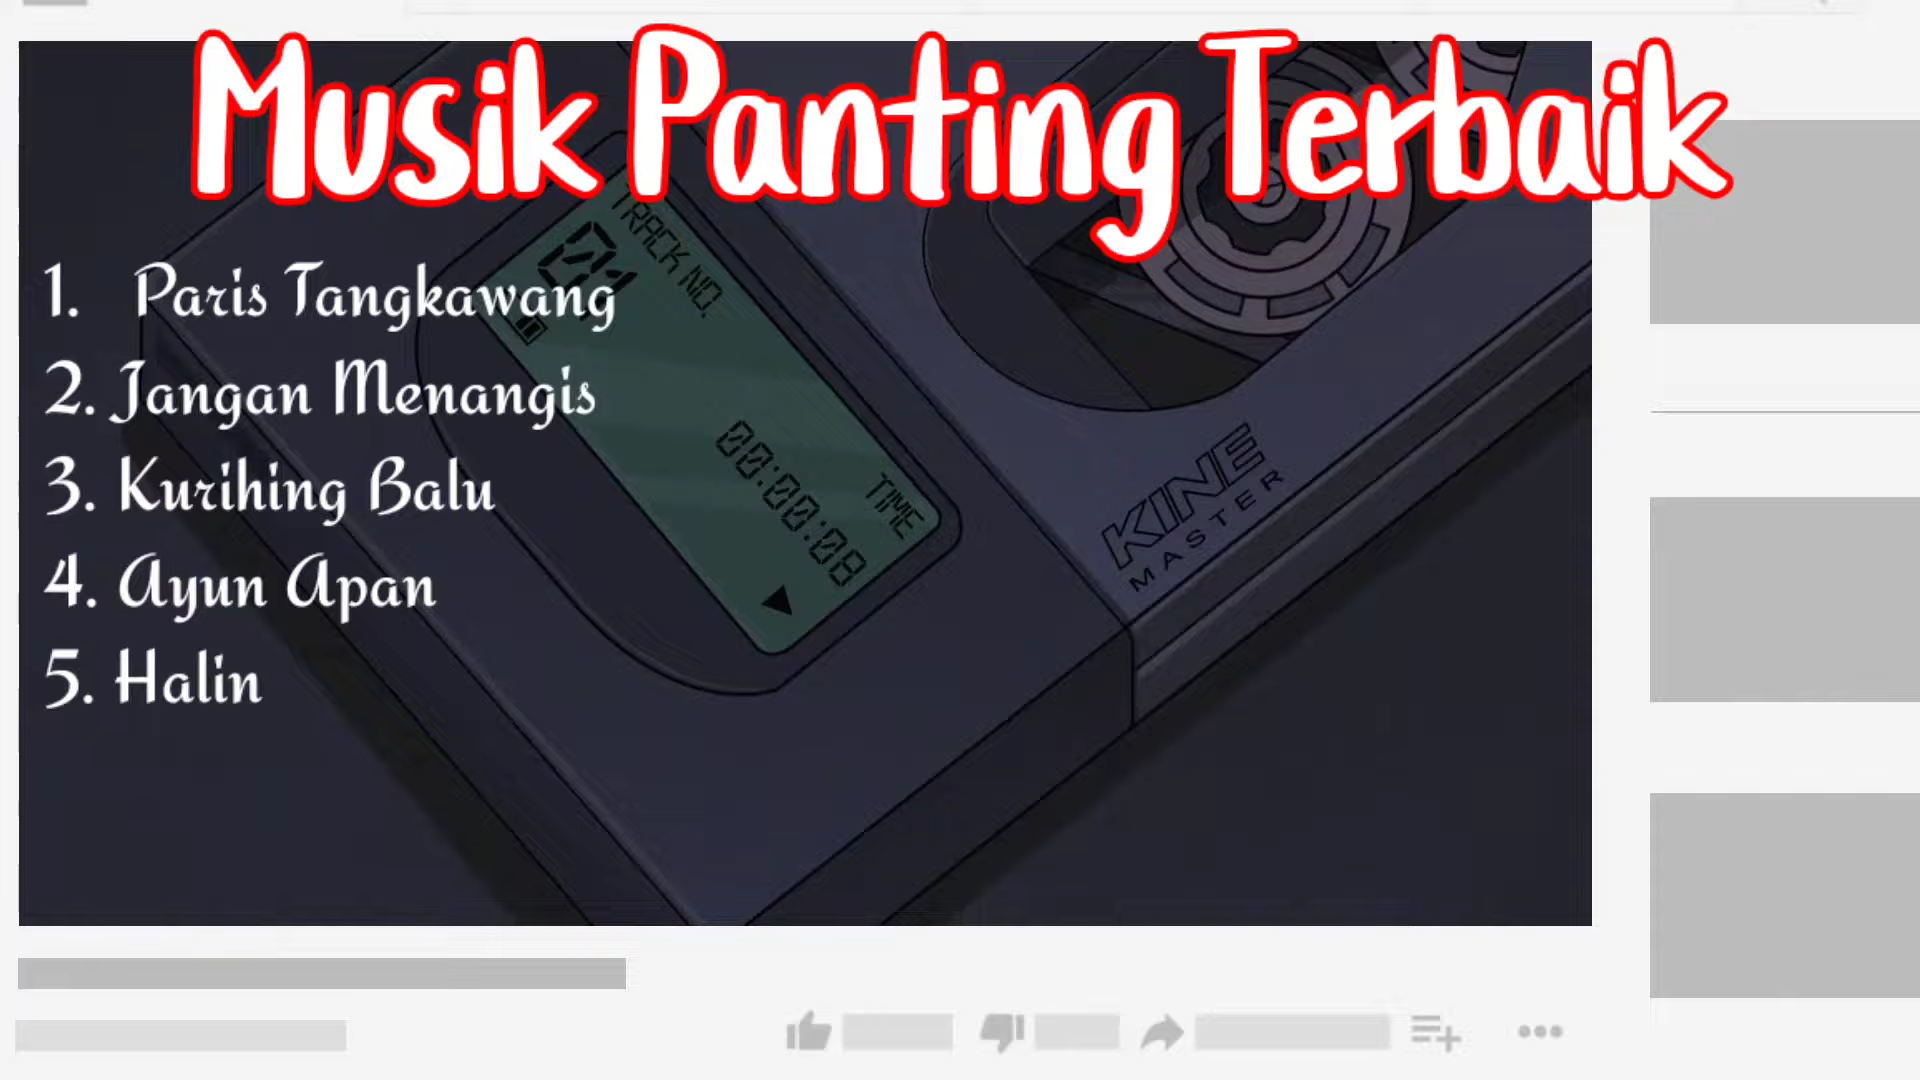 Musik Panting Terbaik
TRACK NO.
01
1. Paris Tangkawang
2. Jangan Menangis
3. Kurihing Balu
4. Ayun Apan
5. Halin
TIME
00:00:08
KINE
MASTER